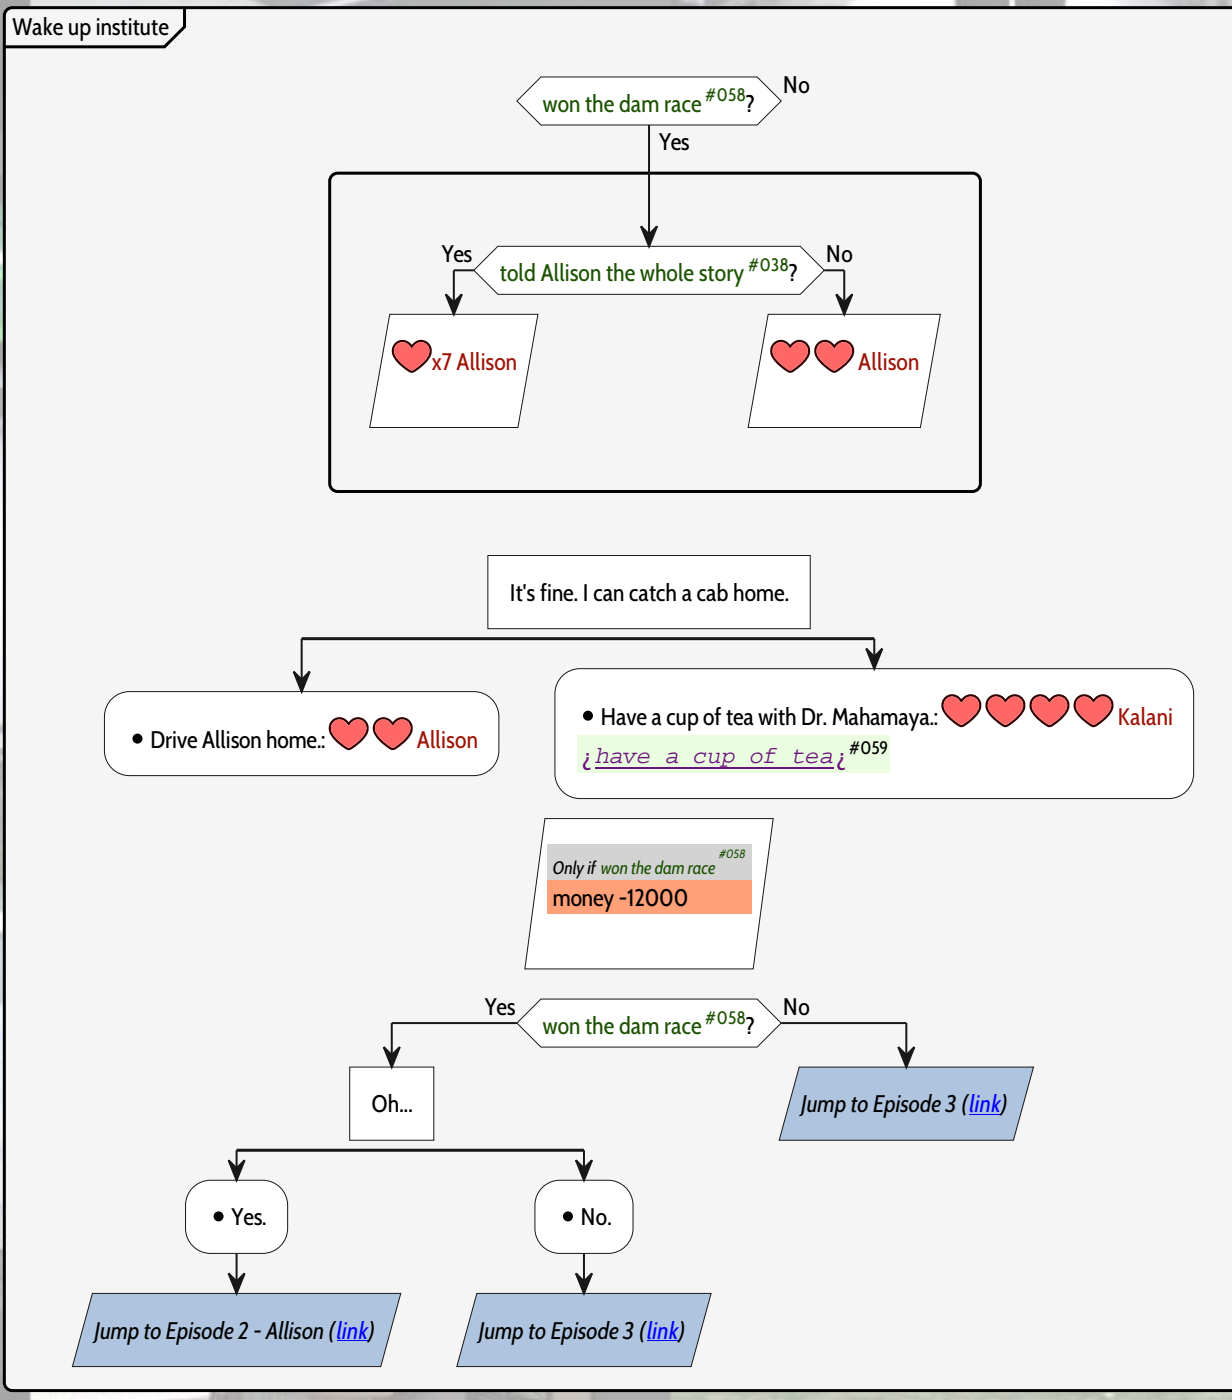 Wake up institute
won the dam race #058?
No
Yes
Yes
told Allison the whole story #038?
No
x7 Allison
Allison
It's fine. I can catch a cab home.
• Drive Allison home.: Allison
• Have a cup of tea with Dr. Mahamaya.: Kalani
¿have a cup of tea¿ #059
Only if won the dam race #058
money -12000
Yes
won the dam race #058?
No
Oh...
Jump to Episode 3 (link)
• Yes.
• No.
Jump to Episode 2 - Allison (link)
Jump to Episode 3 (link)